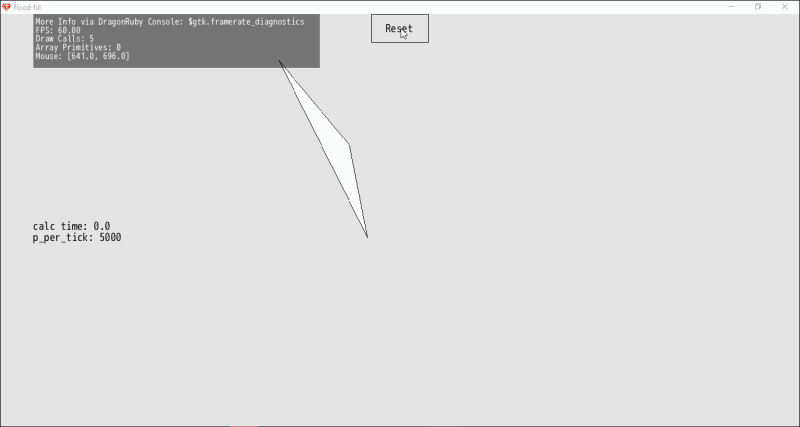 flood-fill
More Info via DragonRuby Console: $gtk.framerate_diagnostics
FPS: 60.00
Draw Calls: 5
Array Primitives: 0
Mouse: [641.0, 696.0]
Reset
calc time: 0.0
p_per_tick: 5000